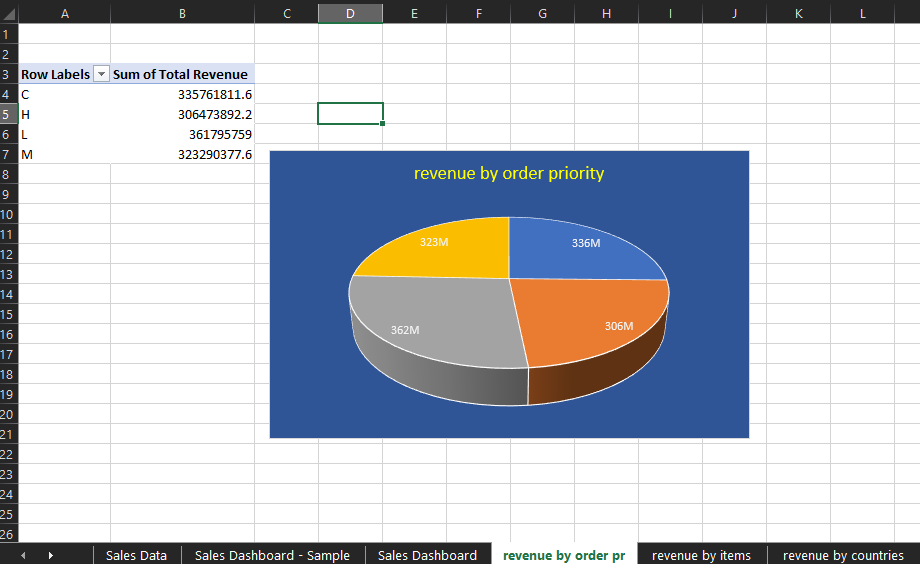 A B C D E F G H I J K L
1
2
3 Row Labels Sum of Total Revenue
4 C 335761811.6
5 H 306473892.2
6 L 361795759
7 M 323290377.6
8
revenue by order priority
9
10
11
323M 336M
12
13
14
15
16
362M 306M
17
18
19
20
21
22
23
24
25
26
Sales Data Sales Dashboard - Sample Sales Dashboard revenue by order pr revenue by items revenue by countries